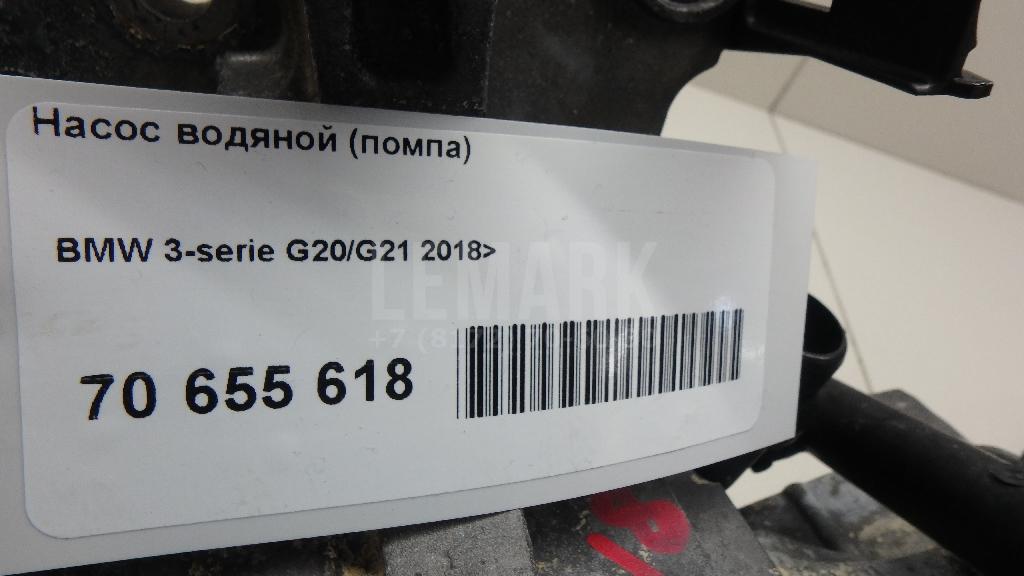 Насос водяной (помпа)
BMW 3-serie G20/G21 2018>
LEMARK
70 655 618